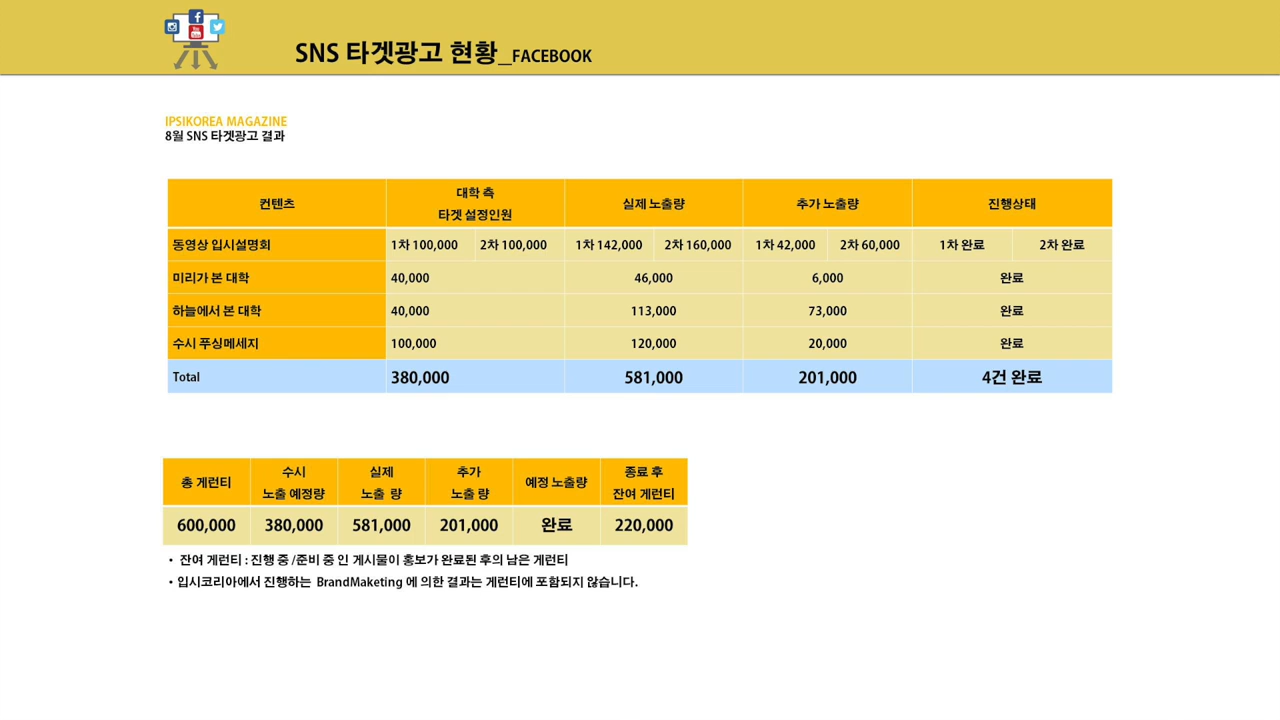 SNS 타겟광고 현황_FACEBOOK
IPSIKOREA MAGAZINE
8월 SNS 타겟광고 결과
컨텐츠 대학 측 타겟 설정인원 실제 노출량 추가 노출량 진행상태
동영상 입시설명회 1차 100,000 2차 100,000 1차 142,000 2차 160,000 1차 42,000 2차 60,000 1차 완료 2차 완료
미리가 본 대학 40,000 46,000 6,000 완료
하늘에서 본 대학 40,000 113,000 73,000 완료
수시 푸싱메세지 100,000 120,000 20,000 완료
Total 380,000 581,000 201,000 4건 완료
총 게런티 수시 노출 예정량 실제 노출 량 추가 노출 량 예정 노출량 종료 후 잔여 게런티
600,000 380,000 581,000 201,000 완료 220,000
• 잔여 게런티 : 진행 중 /준비 중 인 게시물이 홍보가 완료된 후의 남은 게런티
• 입시코리아에서 진행하는 BrandMaketing 에 의한 결과는 게런티에 포함되지 않습니다.